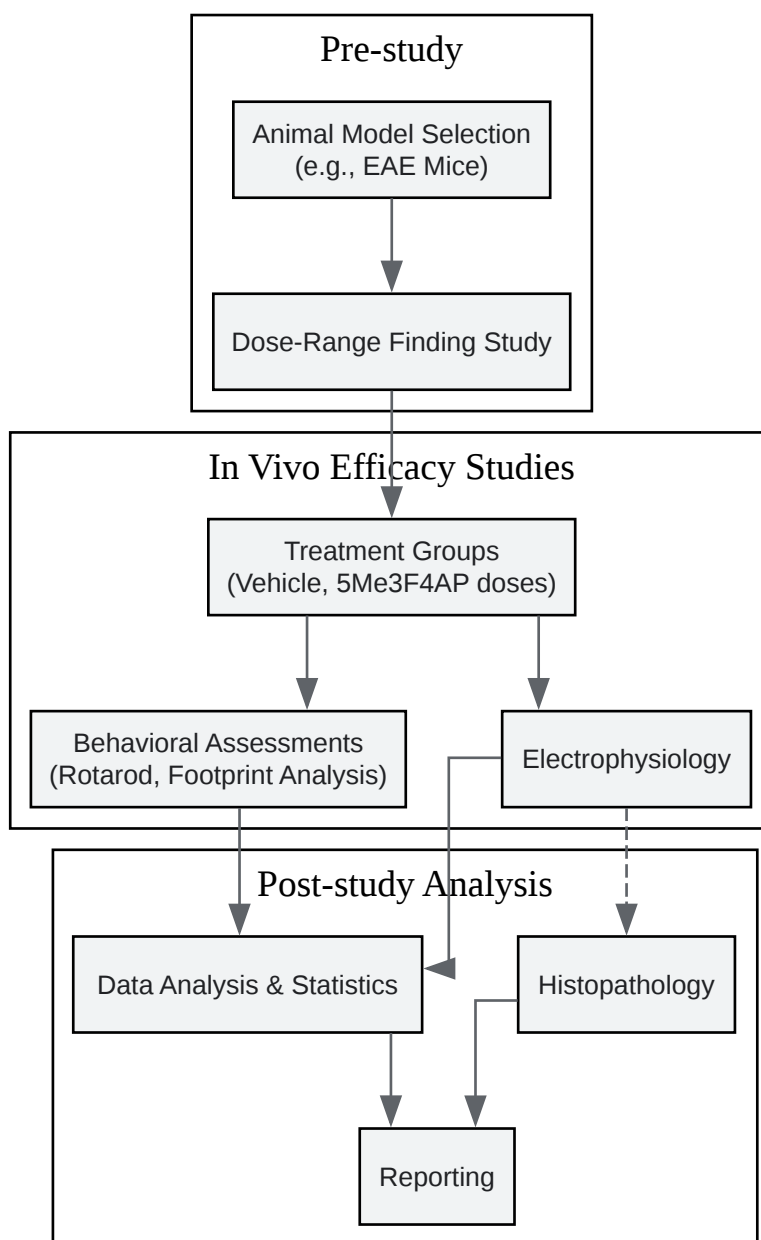 Pre-study
Animal Model Selection
(e.g., EAE Mice)
Dose-Range Finding Study
In Vivo Efficacy Studies
Treatment Groups
(Vehicle, 5Me3F4AP doses)
Behavioral Assessments
(Rotarod, Footprint Analysis)
Electrophysiology
Post-study Analysis
Data Analysis & Statistics
Histopathology
Reporting